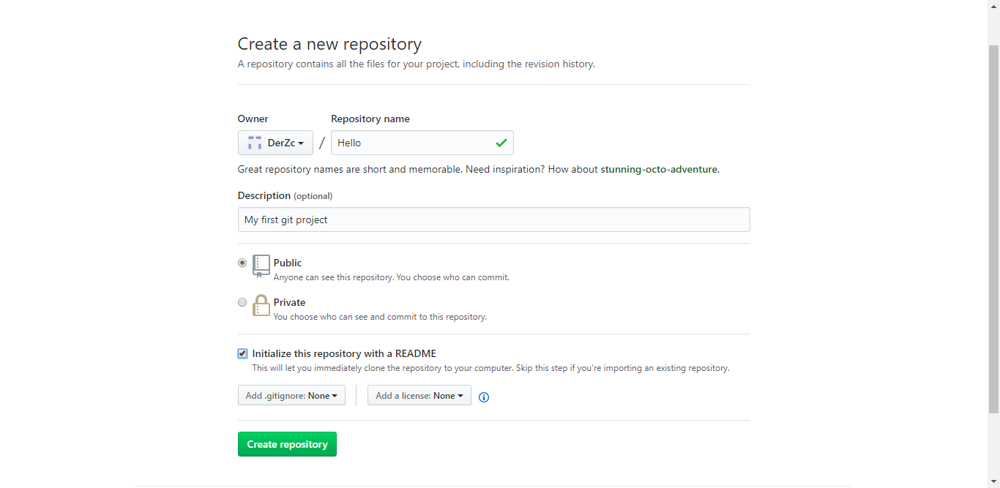 Create a new repository
A repository contains all the files for your project, including the revision history.
Owner Repository name
DerZc / Hello
Great repository names are short and memorable. Need inspiration? How about stunning-octo-adventure.
Description (optional)
My first git project
Public
Anyone can see this repository. You choose who can commit.
Private
You choose who can see and commit to this repository.
Initialize this repository with a README
This will let you immediately clone the repository to your computer. Skip this step if you're importing an existing repository.
Add .gitignore: None Add a license: None
Create repository